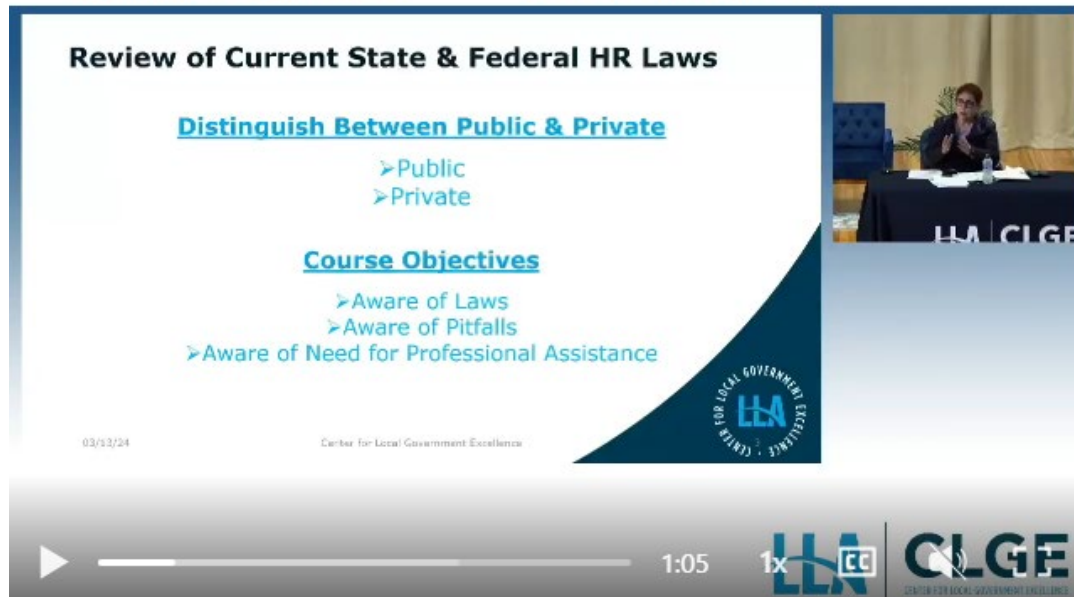 Review of Current State & Federal HR Laws
Distinguish Between Public & Private
➢Public
➢Private
Course Objectives
➢Aware of Laws
➢Aware of Pitfalls
➢Aware of Need for Professional Assistance
03/13/24
Center for Local Government Excellence
3
CENTER FOR LOCAL GOVERNMENT EXCELLENCE
LLA
LLA CLGE
1:05
1x
CC
LLA CLGE
CENTER FOR LOCAL GOVERNMENT EXCELLENCE